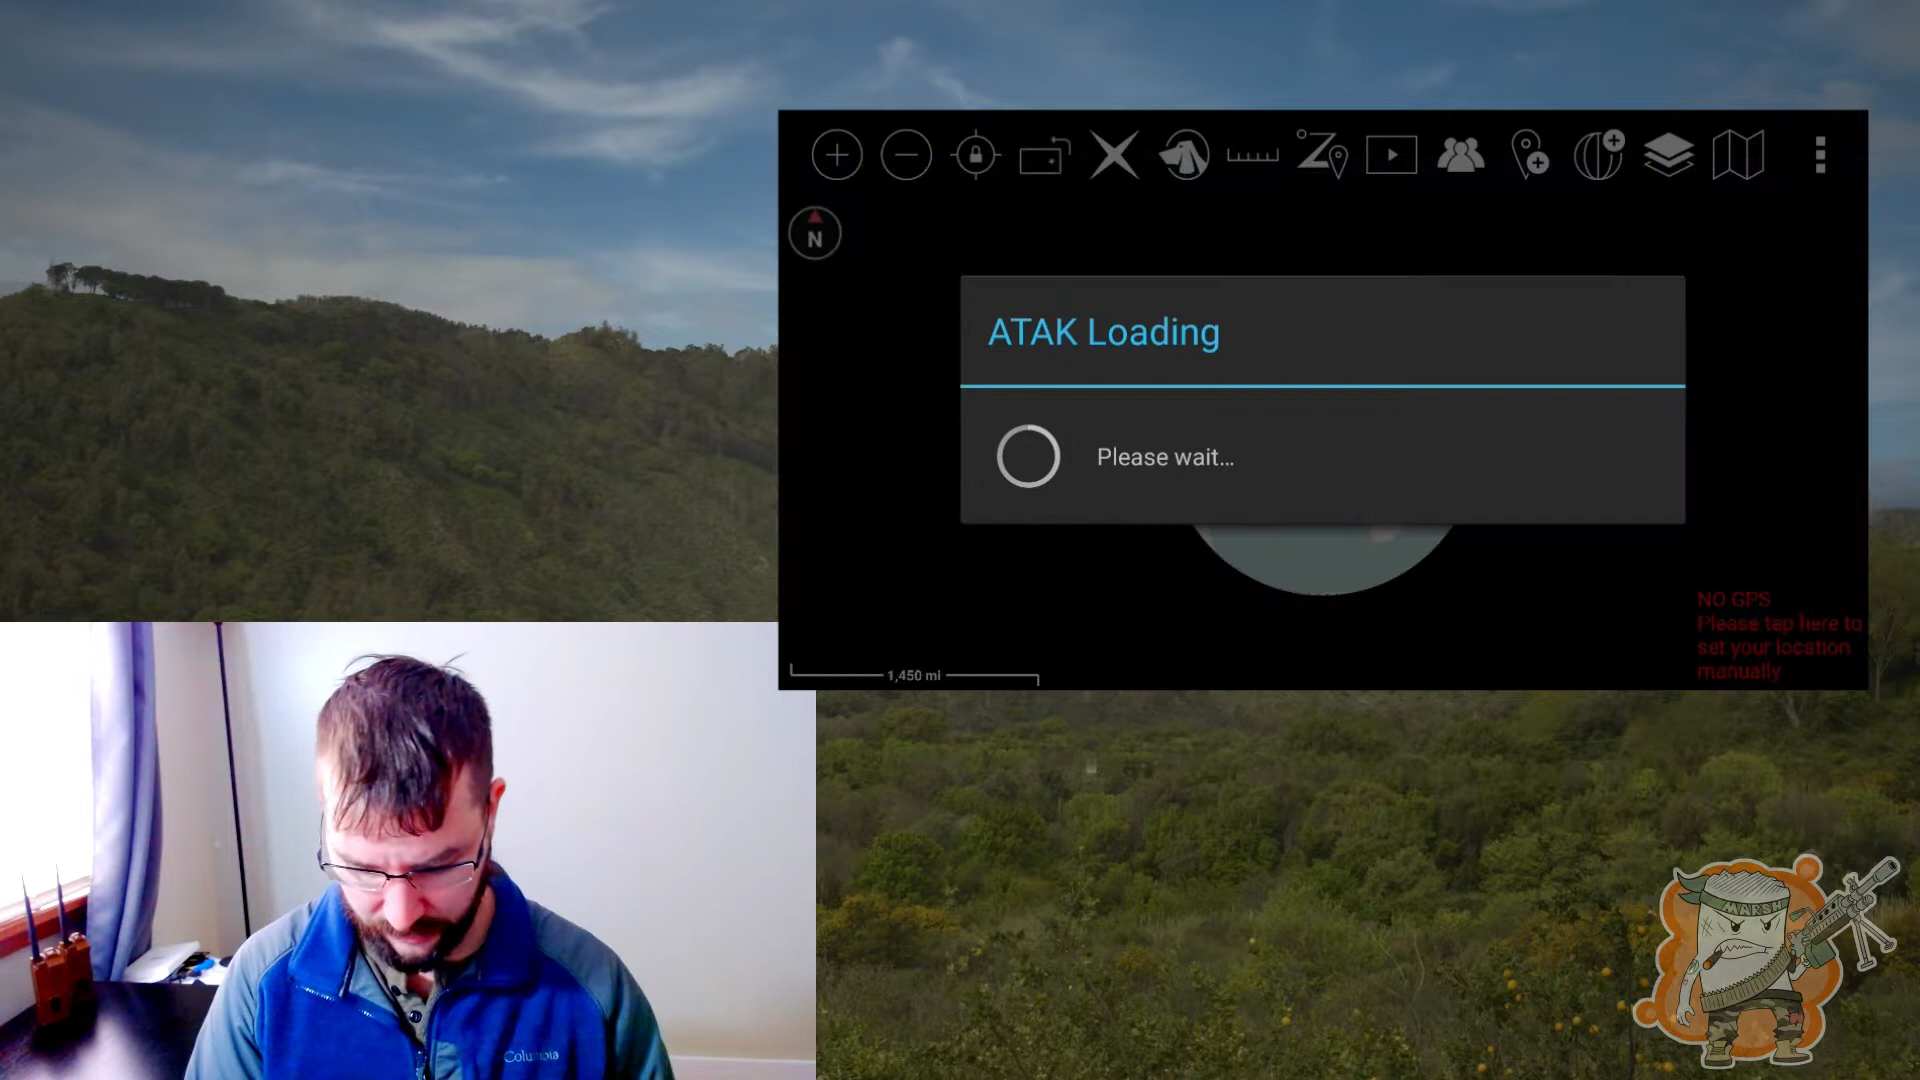 N
ATAK Loading
Please wait...
NO GPS
Please tap here to
set your location
manually
1,450 mi
MARSH
Columbia